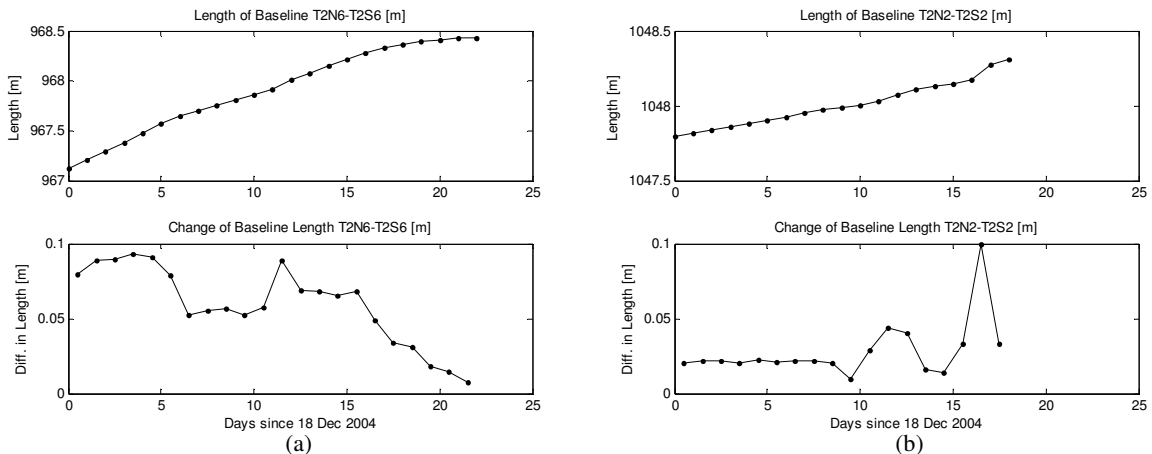 Length of Baseline T2N6-T2S6 [m]
968.5
968
967.5
967
Length [m]
0 5 10 15 20 25
Change of Baseline Length T2N6-T2S6 [m]
0.1
0.05
0
Diff. in Length [m]
0 5 10 15 20 25
Days since 18 Dec 2004
(a)
Length of Baseline T2N2-T2S2 [m]
1048.5
1048
1047.5
Length [m]
0 5 10 15 20 25
Change of Baseline Length T2N2-T2S2 [m]
0.1
0.05
0
Diff. in Length [m]
0 5 10 15 20 25
Days since 18 Dec 2004
(b)